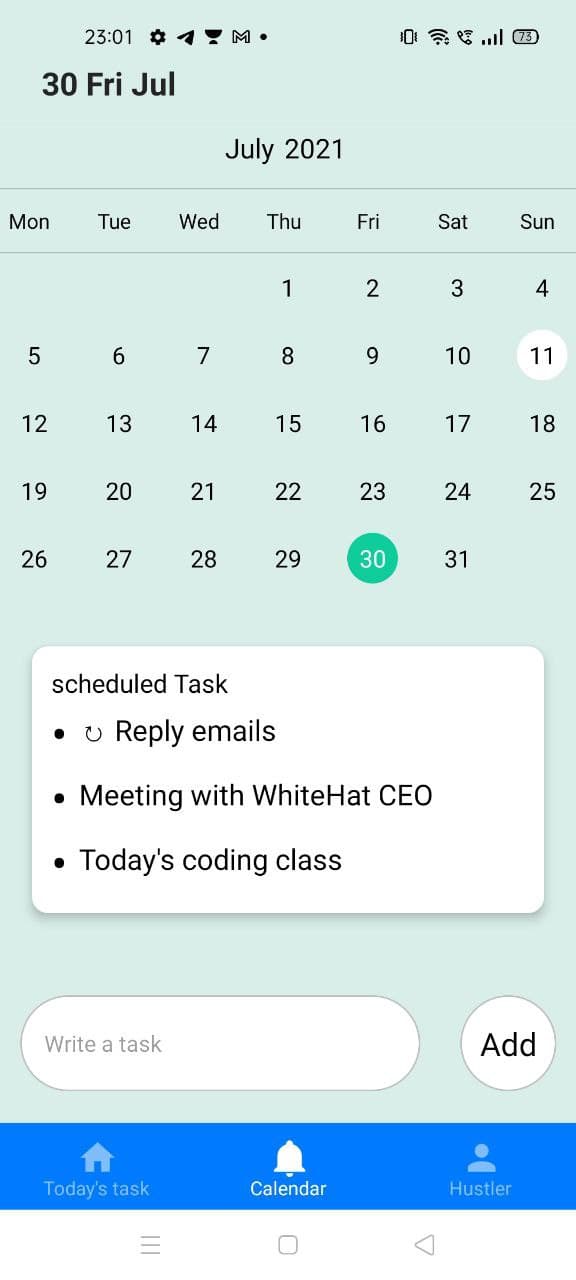 23:01 73
30 Fri Jul
July 2021
Mon Tue Wed Thu Fri Sat Sun
1 2 3 4
5 6 7 8 9 10 11
12 13 14 15 16 17 18
19 20 21 22 23 24 25
26 27 28 29 30 31
scheduled Task
• ↻ Reply emails
• Meeting with WhiteHat CEO
• Today's coding class
Write a task Add
Today's task Calendar Hustler